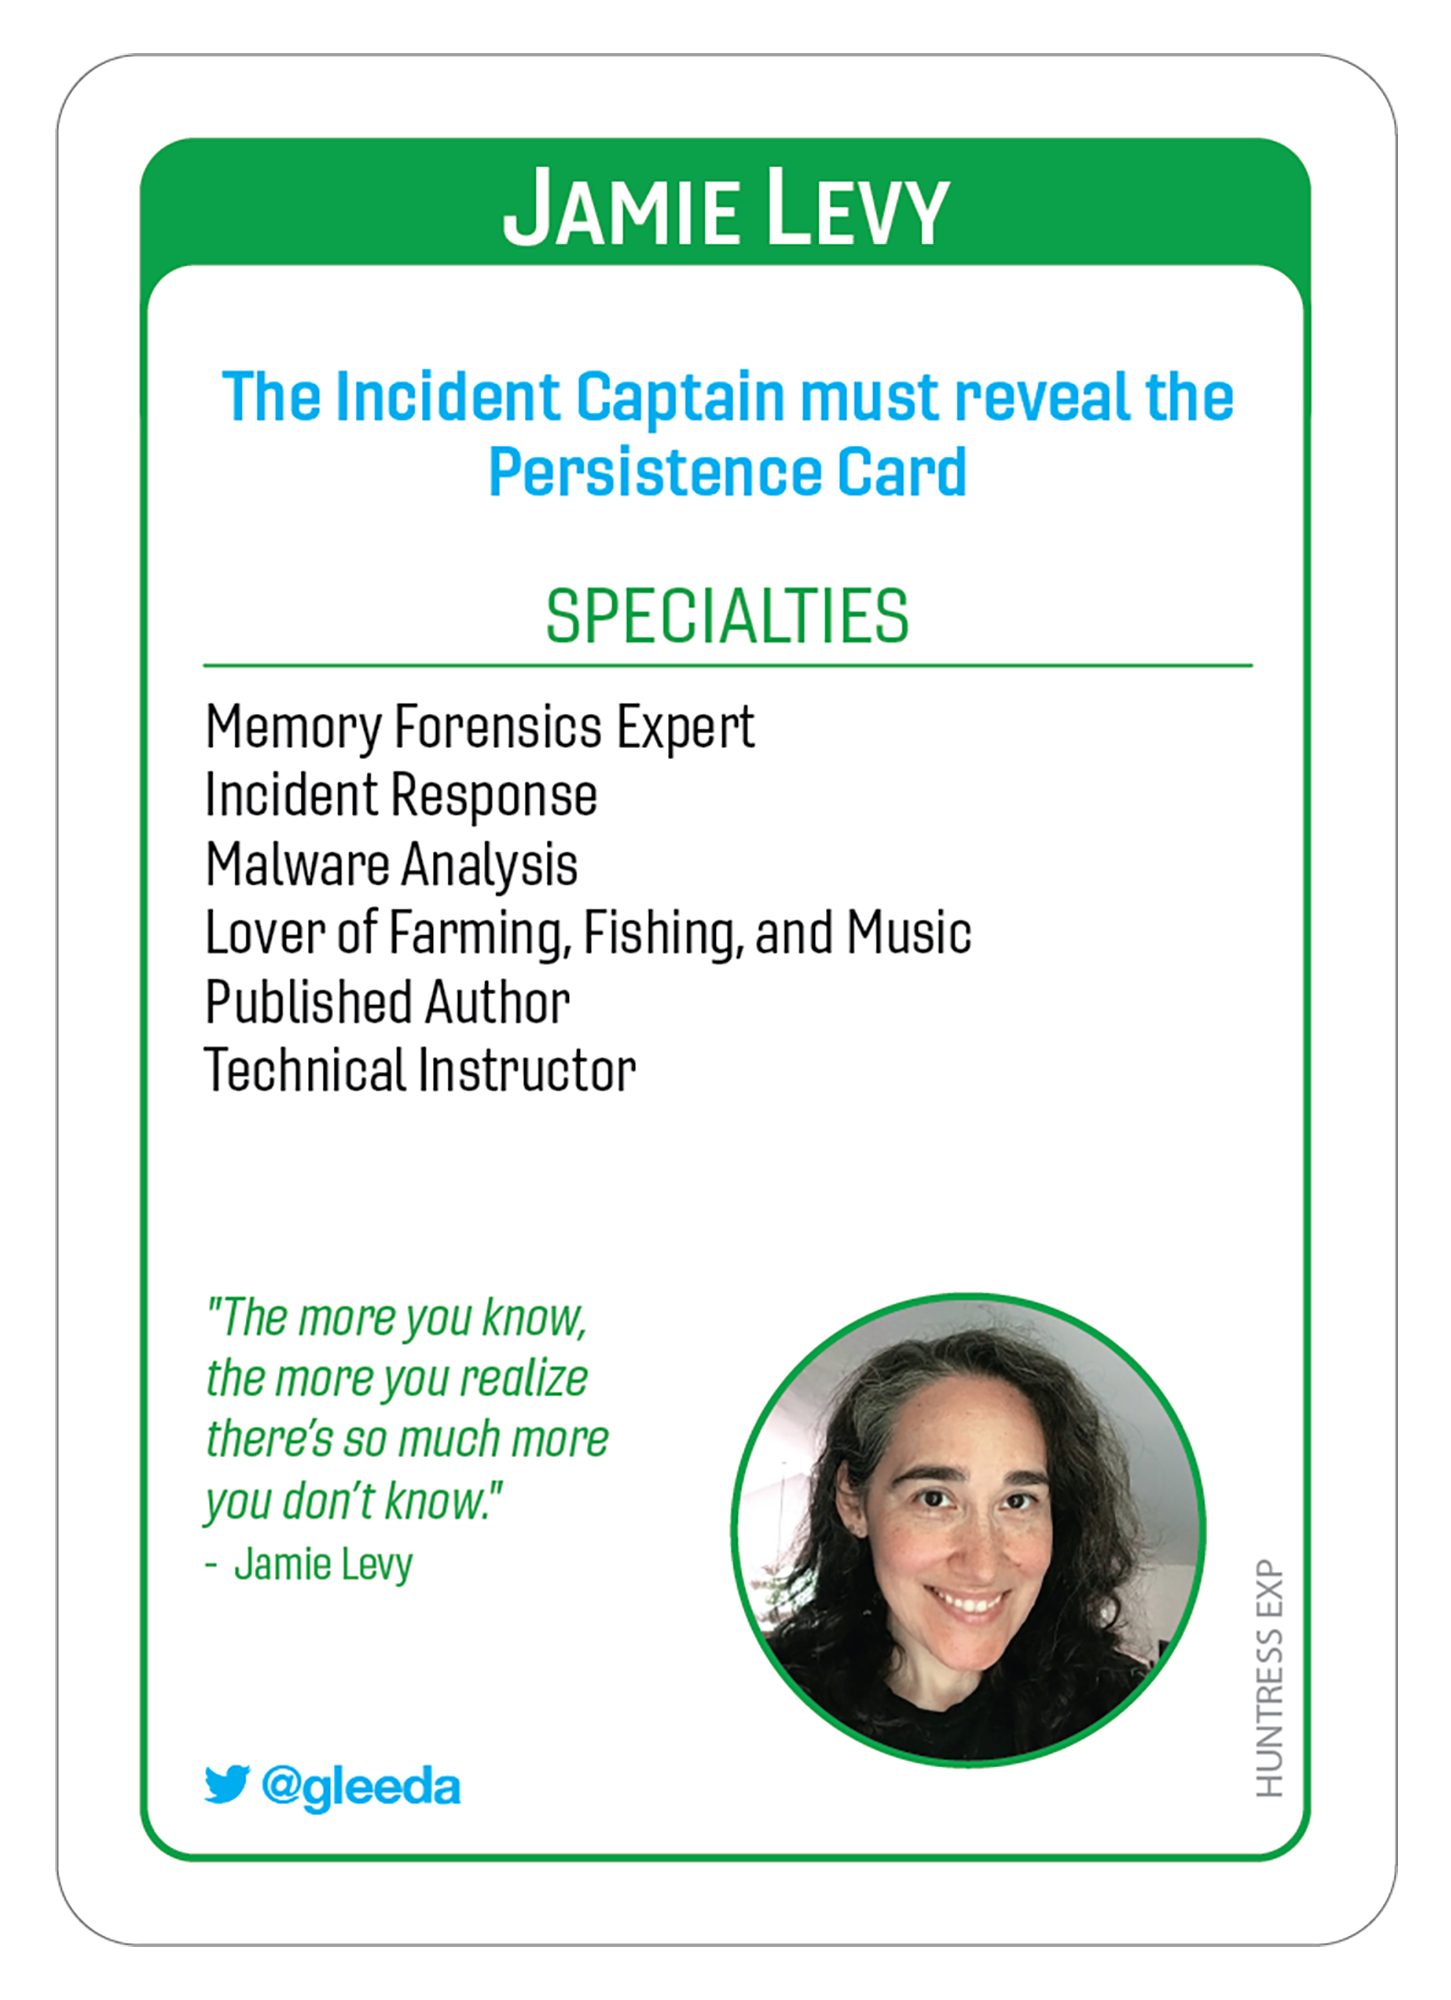 JAMIE LEVY
The Incident Captain must reveal the
Persistence Card
SPECIALTIES
Memory Forensics Expert
Incident Response
Malware Analysis
Lover of Farming, Fishing, and Music
Published Author
Technical Instructor
"The more you know,
the more you realize
there’s so much more
you don’t know."
- Jamie Levy
@gleeda
HUNTRESS EXP